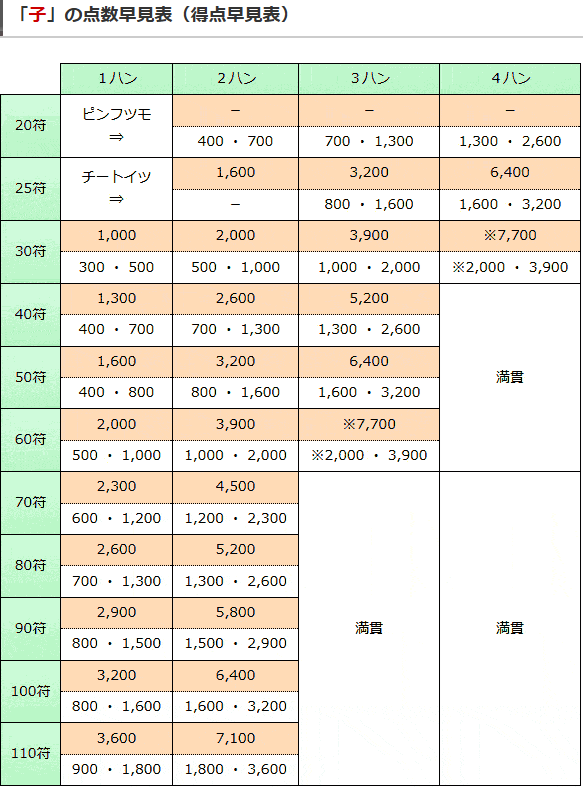 「子」の点数早見表（得点早見表）
1ハン 2ハン 3ハン 4ハン
20符 ピンフツモ ⇒ － － －
400 ・ 700 700 ・ 1,300 1,300 ・ 2,600
25符 チートイツ ⇒ 1,600 3,200 6,400
－ 800 ・ 1,600 1,600 ・ 3,200
30符 1,000 2,000 3,900 ※7,700
300 ・ 500 500 ・ 1,000 1,000 ・ 2,000 ※2,000 ・ 3,900
40符 1,300 2,600 5,200
400 ・ 700 700 ・ 1,300 1,300 ・ 2,600
50符 1,600 3,200 6,400 満貫
400 ・ 800 800 ・ 1,600 1,600 ・ 3,200
60符 2,000 3,900 ※7,700
500 ・ 1,000 1,000 ・ 2,000 ※2,000 ・ 3,900
70符 2,300 4,500
600 ・ 1,200 1,200 ・ 2,300
80符 2,600 5,200
700 ・ 1,300 1,300 ・ 2,600
90符 2,900 5,800 満貫 満貫
800 ・ 1,500 1,500 ・ 2,900
100符 3,200 6,400
800 ・ 1,600 1,600 ・ 3,200
110符 3,600 7,100
900 ・ 1,800 1,800 ・ 3,600